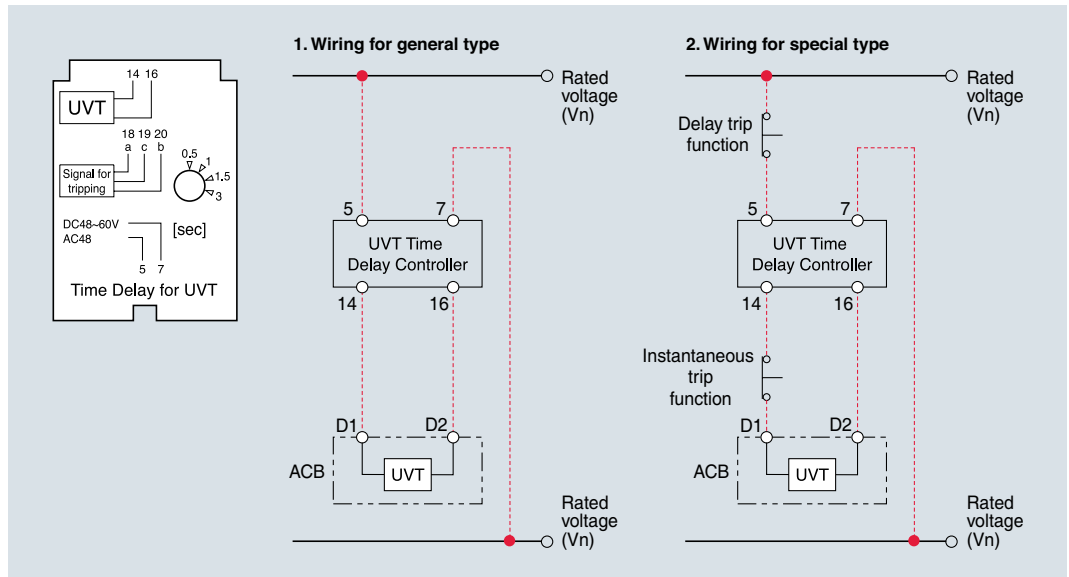 14 16
UVT
18 19 20
a c b
Signal for
tripping
0.5
1
1.5
3
[sec]
DC48~60V
AC48
5 7
Time Delay for UVT
1. Wiring for general type
Rated
voltage
(Vn)
5 7
UVT Time
Delay Controller
14 16
D1 D2
ACB
UVT
Rated
voltage
(Vn)
2. Wiring for special type
Rated
voltage
(Vn)
Delay trip
function
5 7
UVT Time
Delay Controller
14 16
Instantaneous
trip
function
D1 D2
ACB
UVT
Rated
voltage
(Vn)